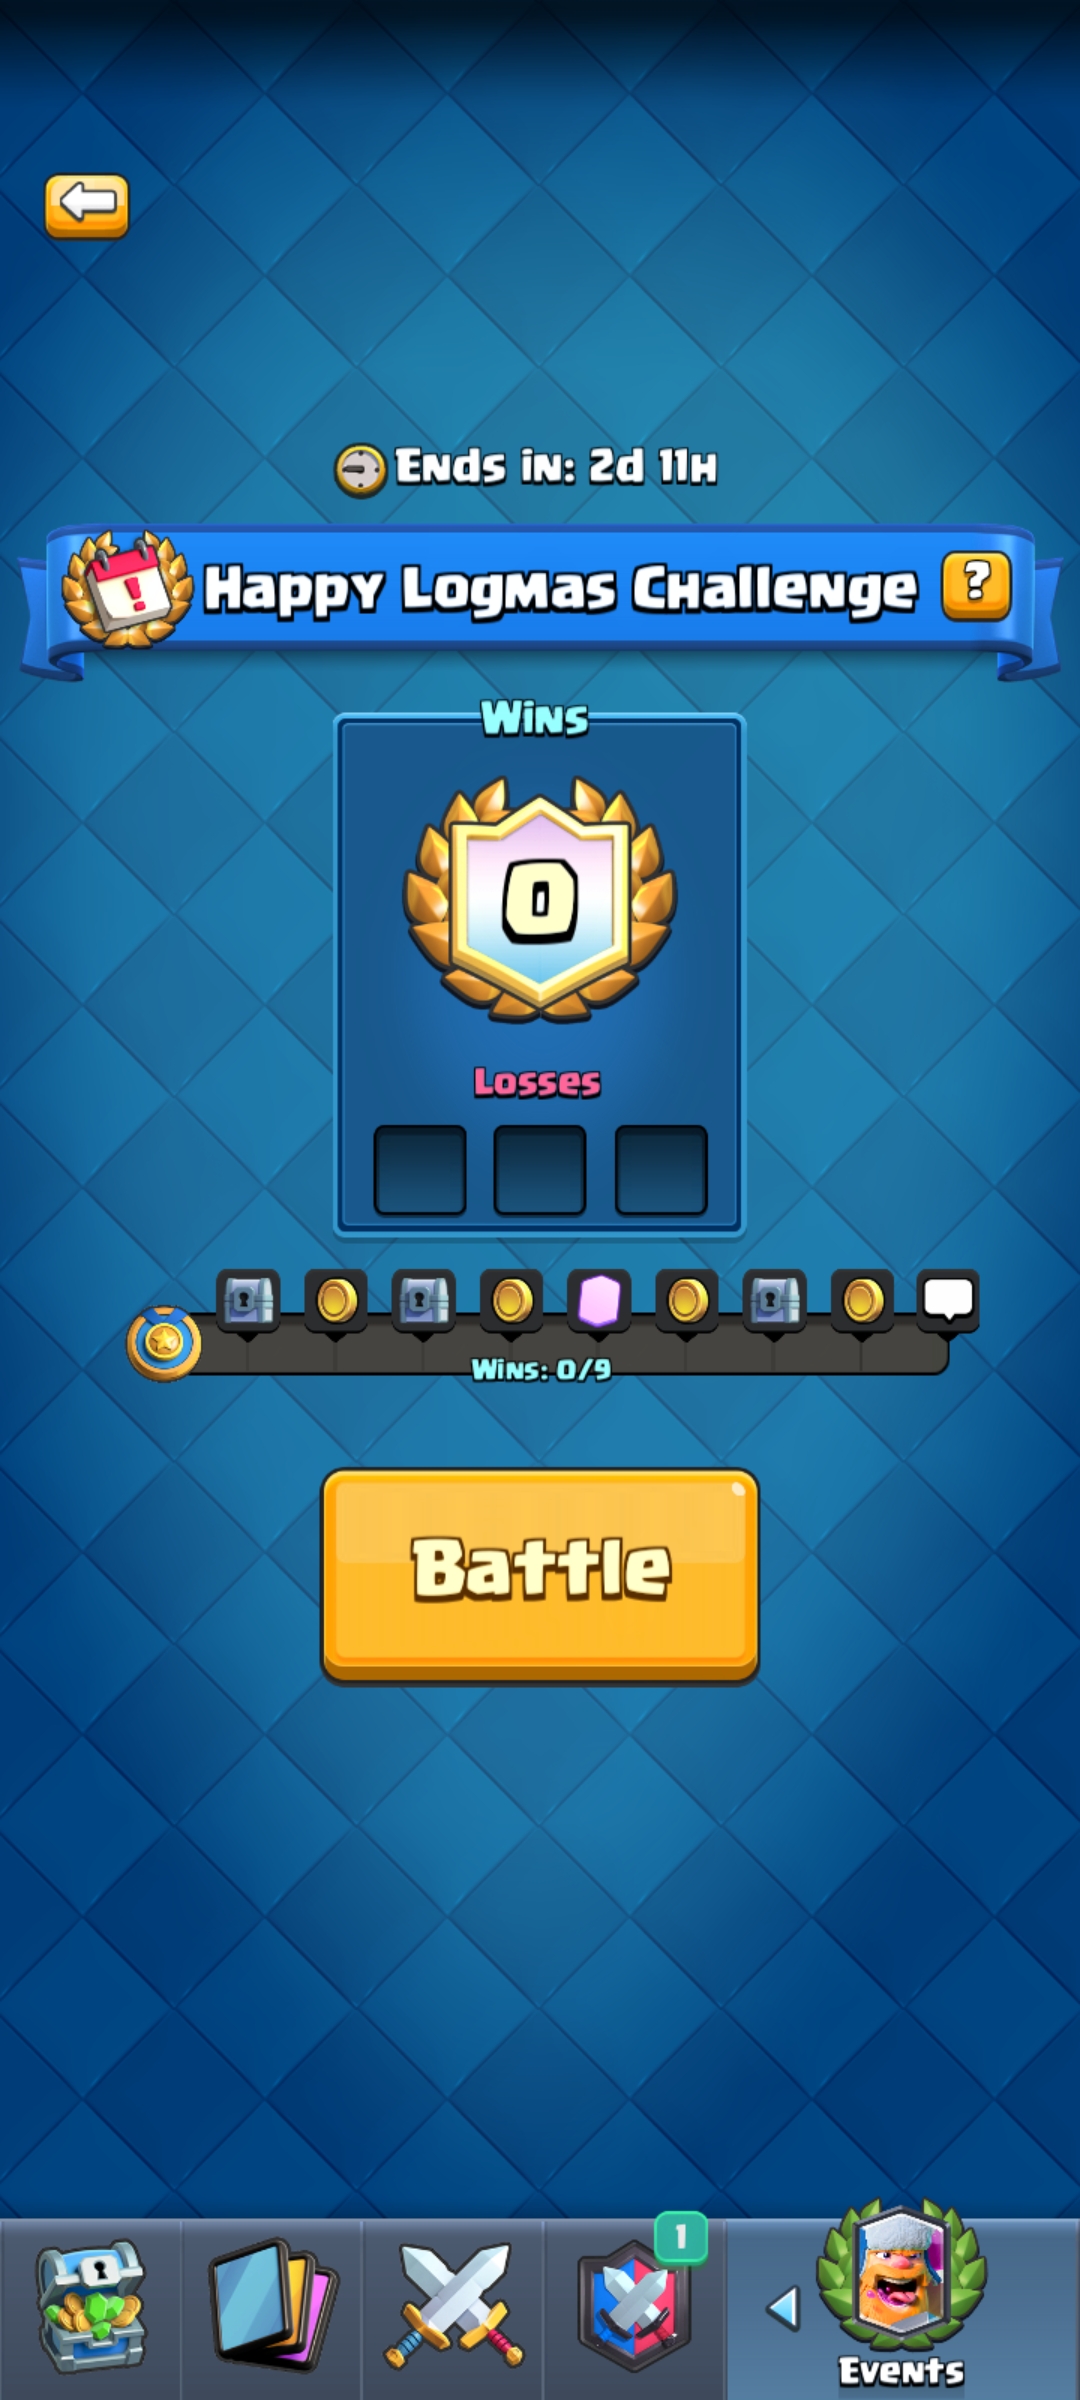 Ends in: 2d 11h
Happy Logmas Challenge
?
Wins
0
Losses
Wins: 0/9
Battle
1
Events